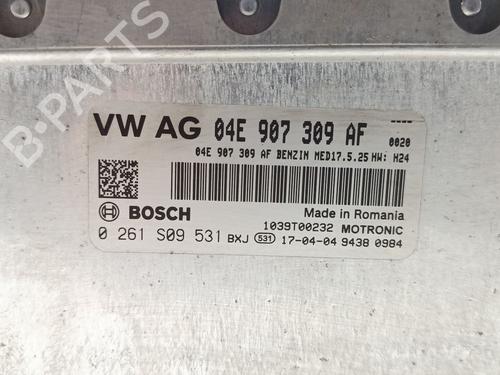 VW AG 04E 907 309 AF
0020
04E 907 309 AF BENZIN MED17.5.25 HW: H24
BOSCH
Made in Romania
1039T00232 MOTRONIC
0 261 S09 531 BXJ 531 17-04-04 9438 0984
B-PARTS